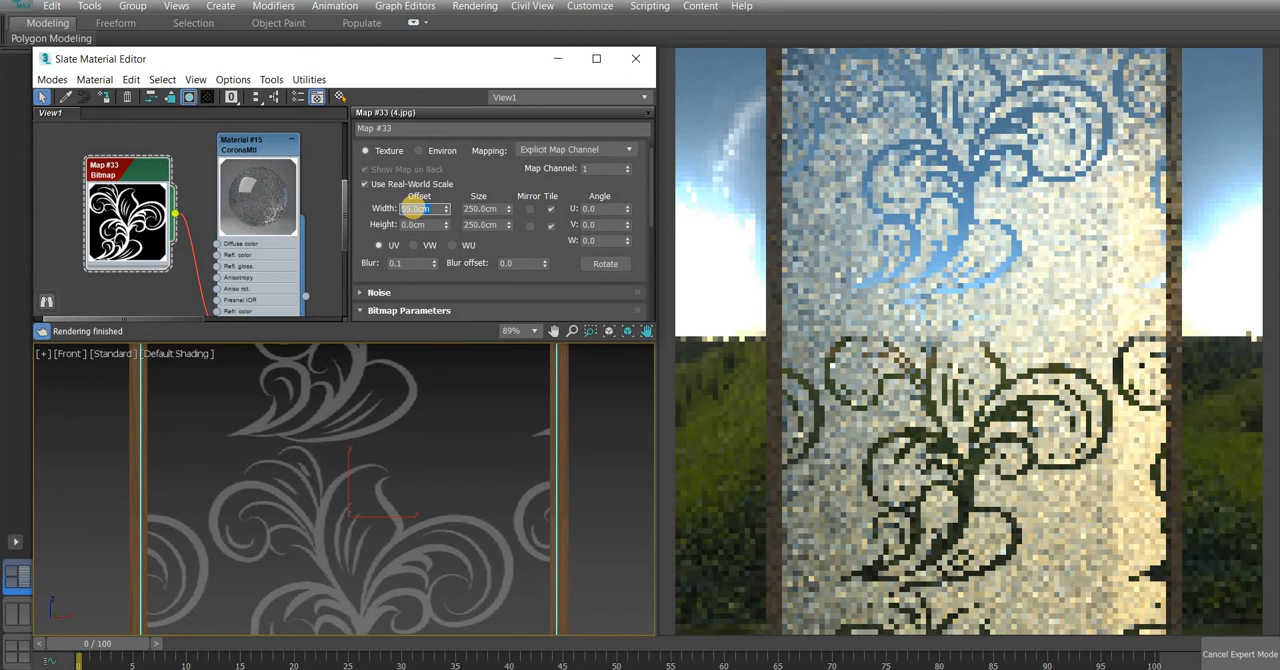 Edit Tools Group Views Create Modifiers Animation Graph Editors Rendering Civil View Customize Scripting Content Help
Modeling Freeform Selection Object Paint Populate
Polygon Modeling
Slate Material Editor
Modes Material Edit Select View Options Tools Utilities
0 View1
View1
Map #33 (4.jpg)
Map #33
Map #33
Bitmap
Material #15
CoronaMtl
Diffuse color
Refl. color
Refl. gloss.
Anisotropy
Aniso rot.
Fresnel IOR
Refr. color
Texture Environ Mapping: Explicit Map Channel
Show Map on Back Map Channel: 1
Use Real-World Scale
Offset Size Mirror Tile Angle
Width: 55.0cm 250.0cm U: 0.0
Height: 0.0cm 250.0cm V: 0.0
W: 0.0
UV VW WU
Blur: 0.1 Blur offset: 0.0 Rotate
Noise
Bitmap Parameters
Rendering finished 89%
[ + ] [Front ] [Standard ] [Default Shading ]
y
x
z
z
x
< 0 / 100 >
0 5 10 15 20 25 30 35 40 45 50 55 60 65 70 75 80 85 90 95 100
Cancel Expert Mode